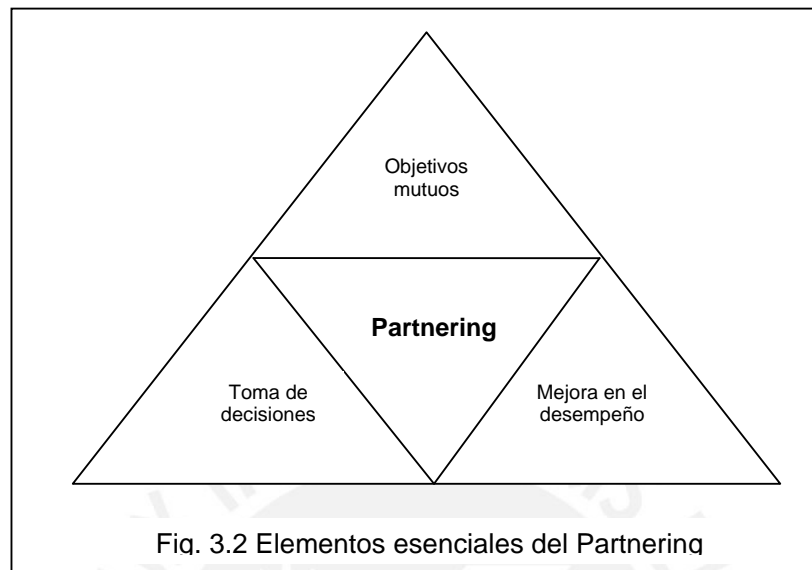 Objetivos
mutuos
Partnering
Toma de
decisiones
Mejora en el
desempeño
Fig. 3.2 Elementos esenciales del Partnering